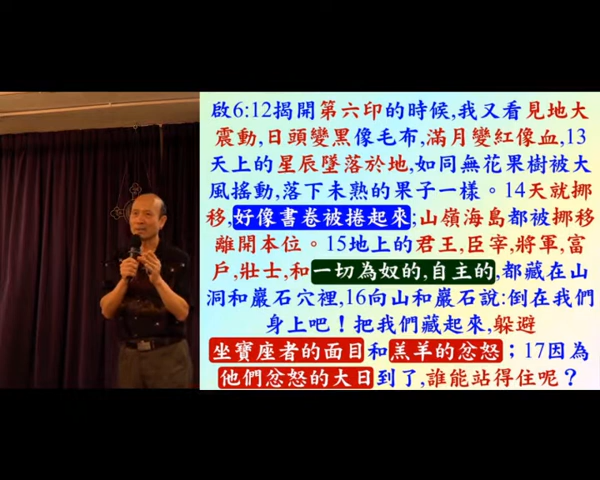 啟6:12揭開第六印的時候,我又看見地大
震動,日頭變黑像毛布,滿月變紅像血,13
天上的星辰墜落於地,如同無花果樹被大
風搖動,落下未熟的果子一樣。14天就挪
移,好像書卷被捲起來;山嶺海島都被挪移
離開本位。15地上的君王,臣宰,將軍,富
戶,壯士,和一切為奴的,自主的,都藏在山
洞和巖石穴裡,16向山和巖石說:倒在我們
身上吧！把我們藏起來,躲避
坐寶座者的面目和羔羊的忿怒；17因為
他們忿怒的大日到了,誰能站得住呢？